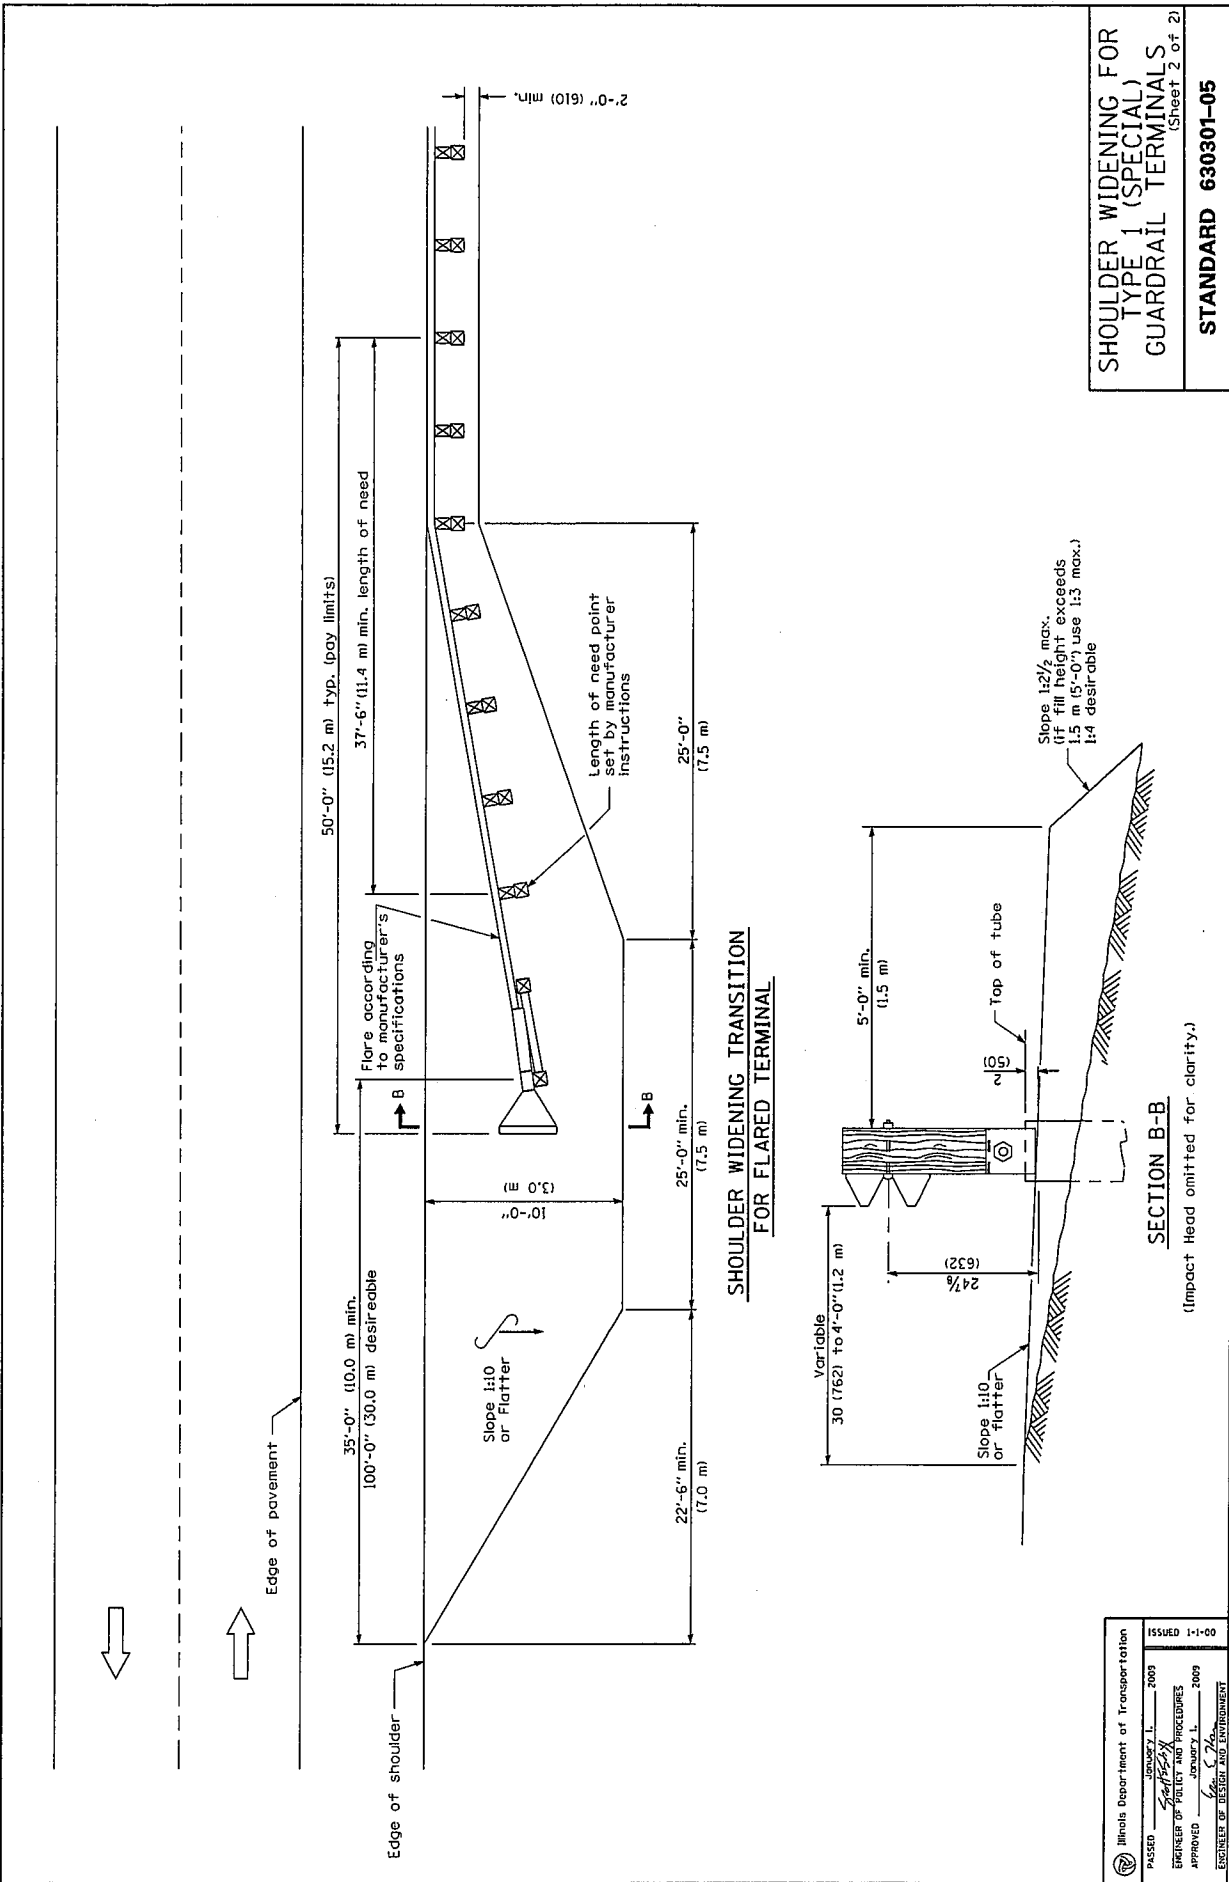 Edge of pavement
Edge of shoulder
35'-0" (10.0 m) min.
100'-0" (30.0 m) desireable
50'-0" (15.2 m) typ. (pay limits)
37'-6" (11.4 m) min. length of need
2'-0" (610) min.
Flare according
to manufacturer's
specifications
B
B
10'-0"
(3.0 m)
Slope 1:10
or Flatter
Length of need point
set by manufacturer
instructions
22'-6" min.
(7.0 m)
25'-0" min.
(7.5 m)
25'-0"
(7.5 m)
SHOULDER WIDENING TRANSITION
FOR FLARED TERMINAL
Variable
30 (762) to 4'-0" (1.2 m)
5'-0" min.
(1.5 m)
24⅞
(632)
2
(50)
Top of tube
Slope 1:10
or flatter
Slope 1:2½ max.
(if fill height exceeds
1.5 m (5'-0") use 1:3 max.)
1:4 desirable
SECTION B-B
(Impact Head omitted for clarity.)
Illinois Department of Transportation
PASSED January 1, 2009
ENGINEER OF POLICY AND PROCEDURES
APPROVED January 1, 2009
ENGINEER OF DESIGN AND ENVIRONMENT
ISSUED 1-1-00
SHOULDER WIDENING FOR
TYPE 1 (SPECIAL)
GUARDRAIL TERMINALS
(Sheet 2 of 2)
STANDARD 630301-05